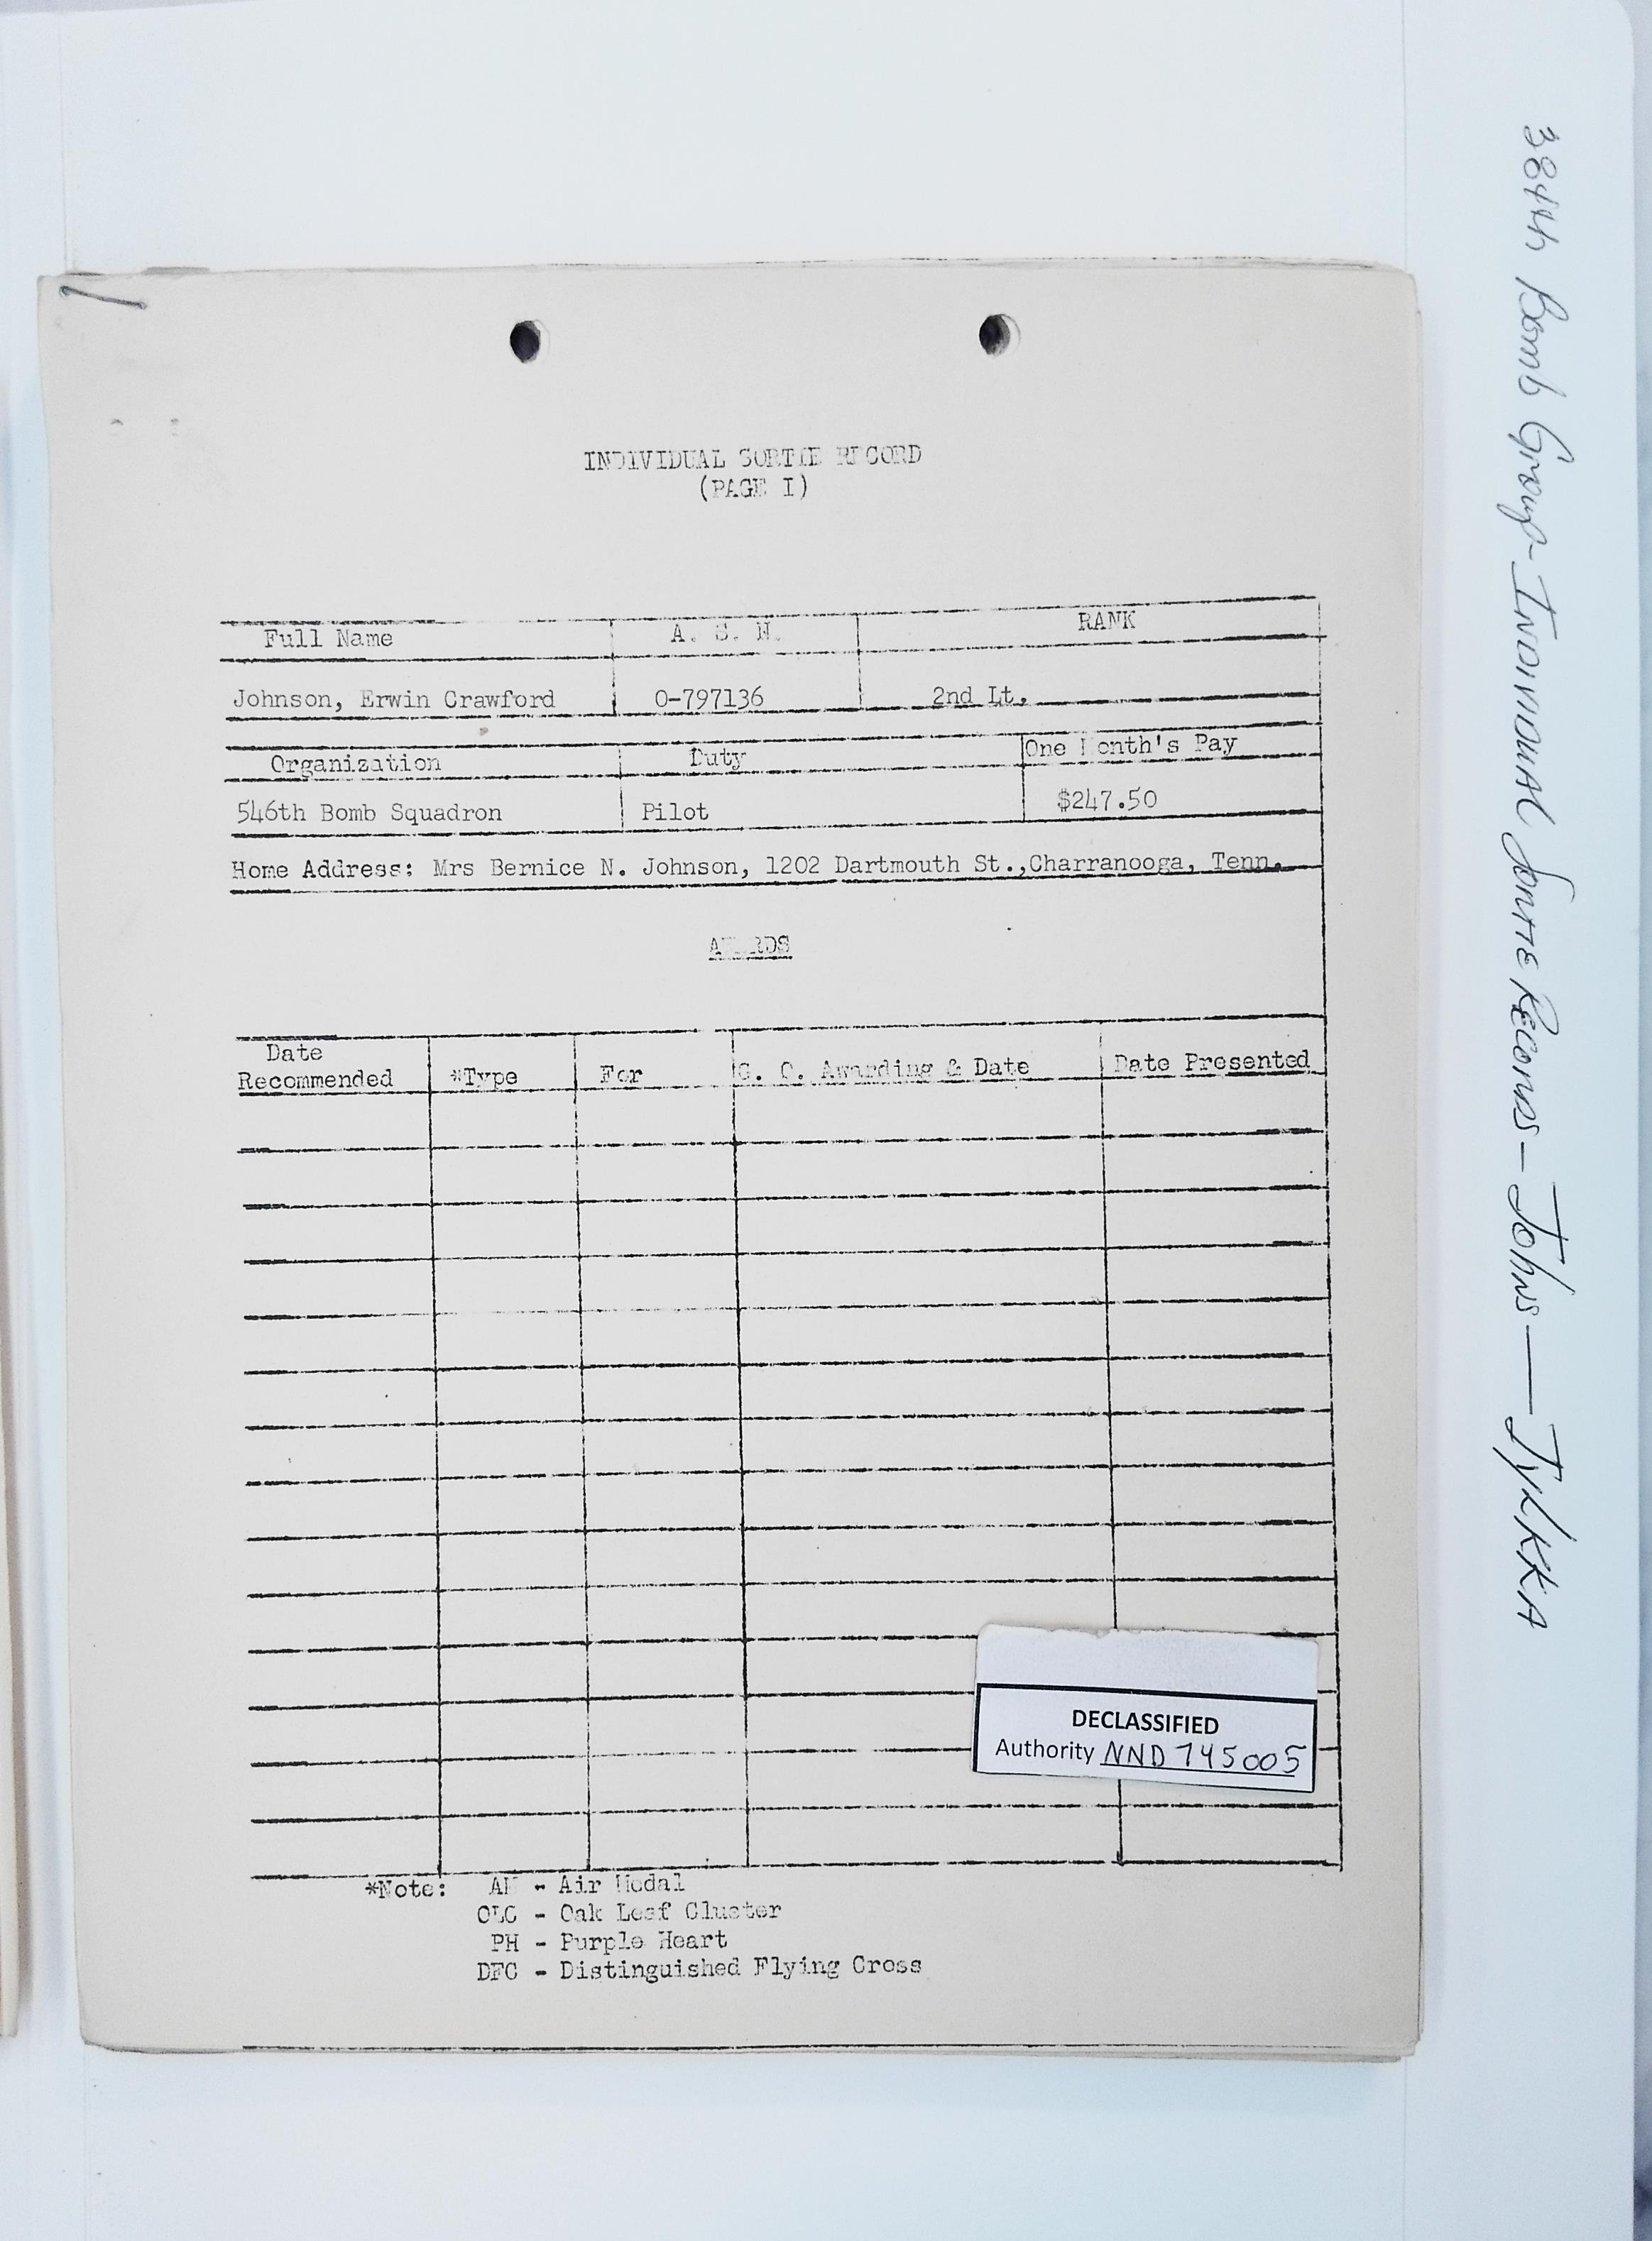 INDIVIDUAL SORTIE RECORD
(PAGE I)
Full Name A. S. N. RANK
Johnson, Erwin Crawford 0-797136 2nd Lt.
Organization Duty One Month's Pay
546th Bomb Squadron Pilot $247.50
Home Address: Mrs Bernice N. Johnson, 1202 Dartmouth St.,Charranooga, Tenn.
AWARDS
Date
Recommended *Type For G. O. Awarding & Date Date Presented
DECLASSIFIED
Authority NND 745005
*Note: AM - Air Medal
OLC - Oak Leaf Cluster
PH - Purple Heart
DFC - Distinguished Flying Cross
384th Bomb Group - INDIVIDUAL SORTIE RECORDS - JOHNS - TYLKKA